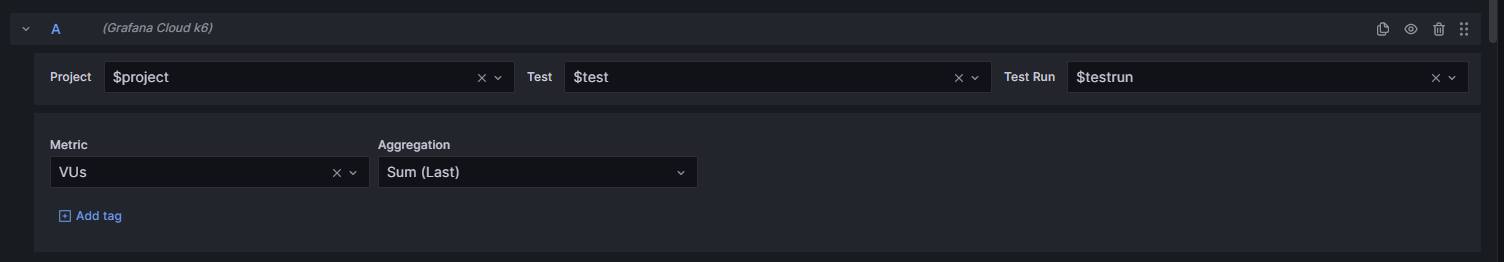 A (Grafana Cloud k6)
Project $project Test $test Test Run $testrun
Metric Aggregation
VUs Sum (Last)
Add tag